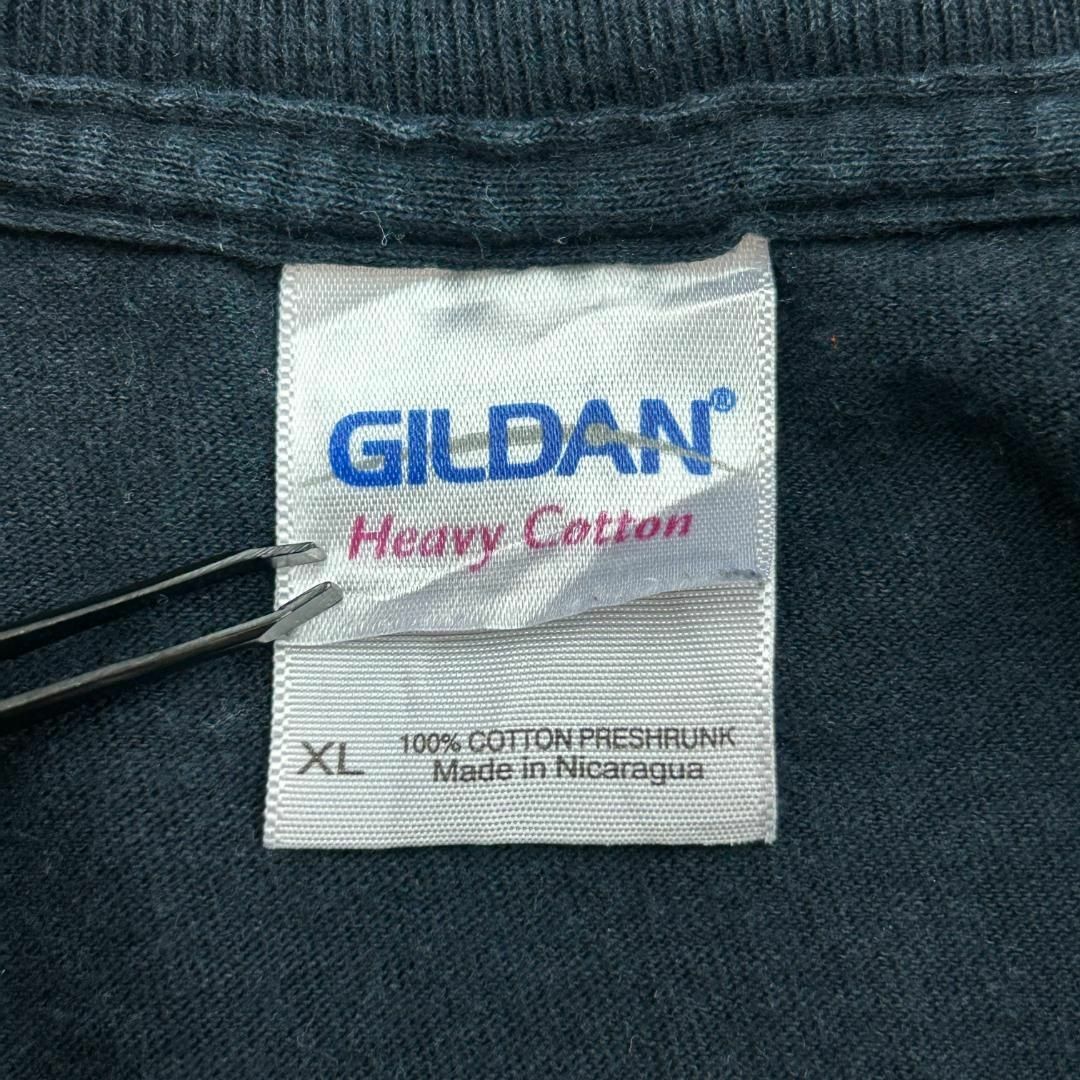 GILDAN®
Heavy Cotton
XL 100% COTTON PRESHRUNK
Made in Nicaragua